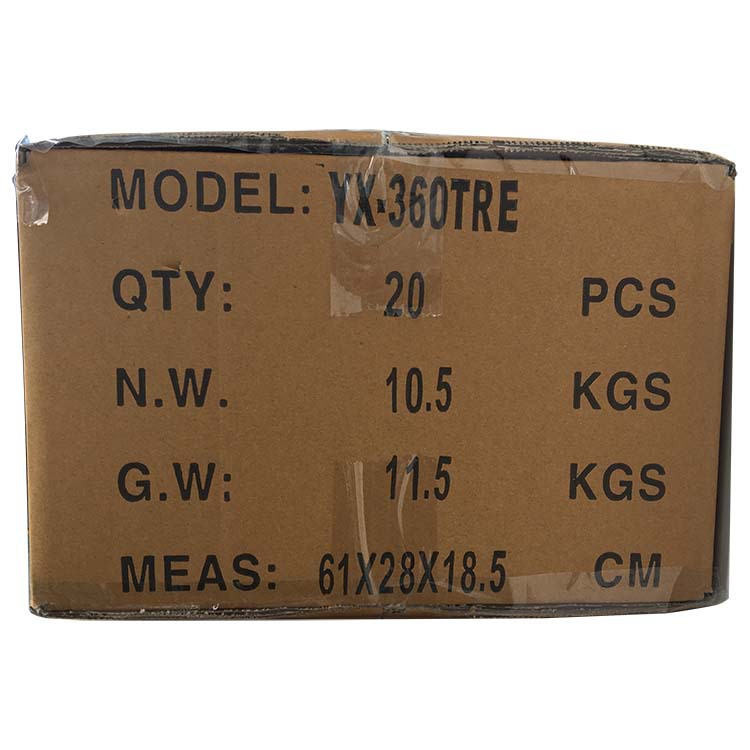 MODEL: YX-360TRE
QTY: 20 PCS
N.W. 10.5 KGS
G.W: 11.5 KGS
MEAS: 61X28X18.5 CM